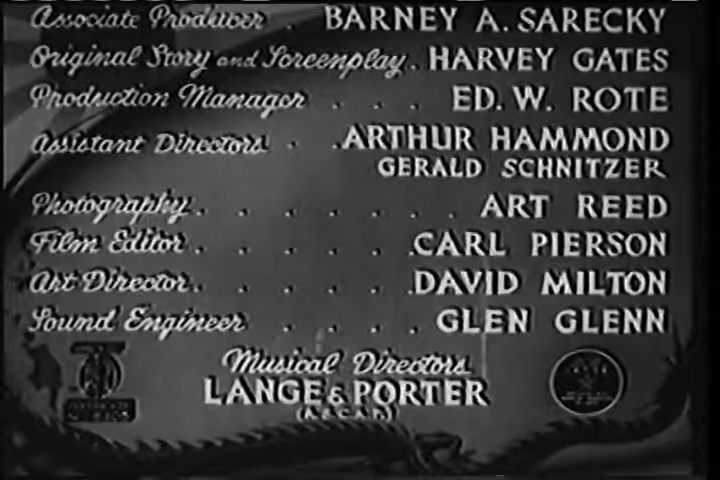 Associate Producer . BARNEY A. SARECKY
Original Story and Screenplay. HARVEY GATES
Production Manager . . . ED. W. ROTE
Assistant Directors . . ARTHUR HAMMOND
GERALD SCHNITZER
Photography. . . . . . . ART REED
Film Editor. . . . . . CARL PIERSON
Art Director. . . . . . DAVID MILTON
Sound Engineer . . . . GLEN GLENN
Musical Directors
LANGE & PORTER
(A.S.C.A.P.)